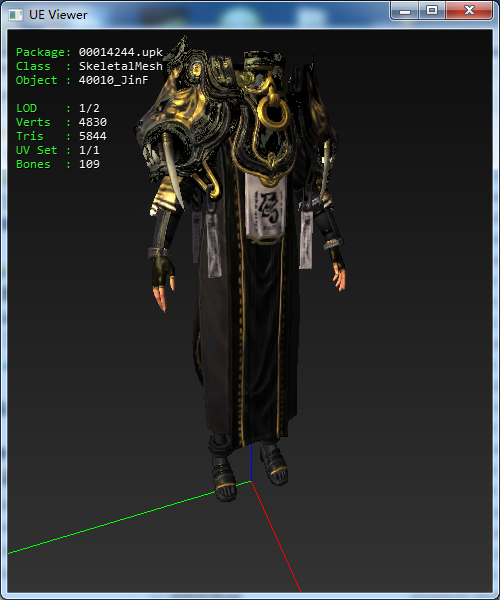 UE Viewer
Package: 00014244.upk
Class : SkeletalMesh
Object : 40010_JinF
LOD : 1/2
Verts : 4830
Tris : 5844
UV Set : 1/1
Bones : 109